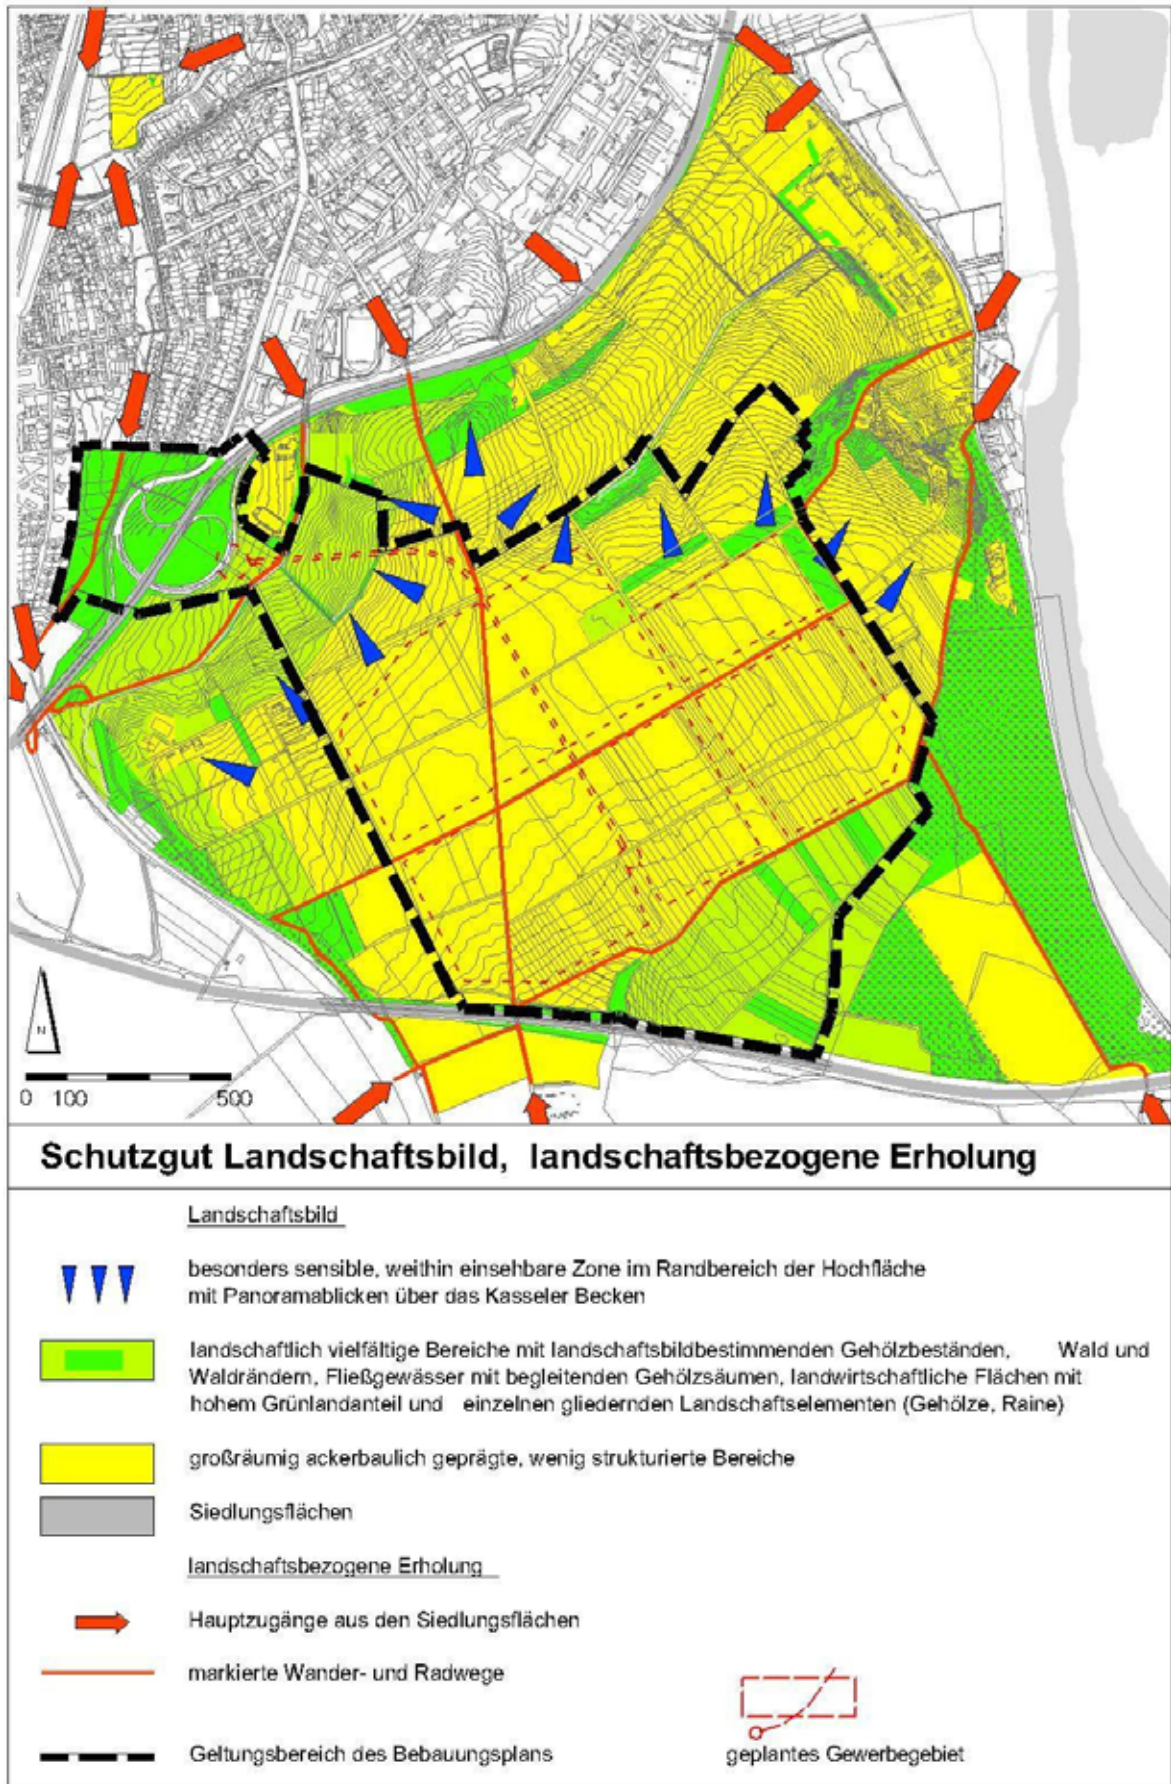 N
0 100 500
Schutzgut Landschaftsbild, landschaftsbezogene Erholung
Landschaftsbild
besonders sensible, weithin einsehbare Zone im Randbereich der Hochfläche
mit Panoramablicken über das Kasseler Becken
landschaftlich vielfältige Bereiche mit landschaftsbildbestimmenden Gehölzbeständen, Wald und
Waldrändern, Fließgewässer mit begleitenden Gehölzsäumen, landwirtschaftliche Flächen mit
hohem Grünlandanteil und einzelnen gliedernden Landschaftselementen (Gehölze, Raine)
großräumig ackerbaulich geprägte, wenig strukturierte Bereiche
Siedlungsflächen
landschaftsbezogene Erholung
Hauptzugänge aus den Siedlungsflächen
markierte Wander- und Radwege
Geltungsbereich des Bebauungsplans
geplantes Gewerbegebiet